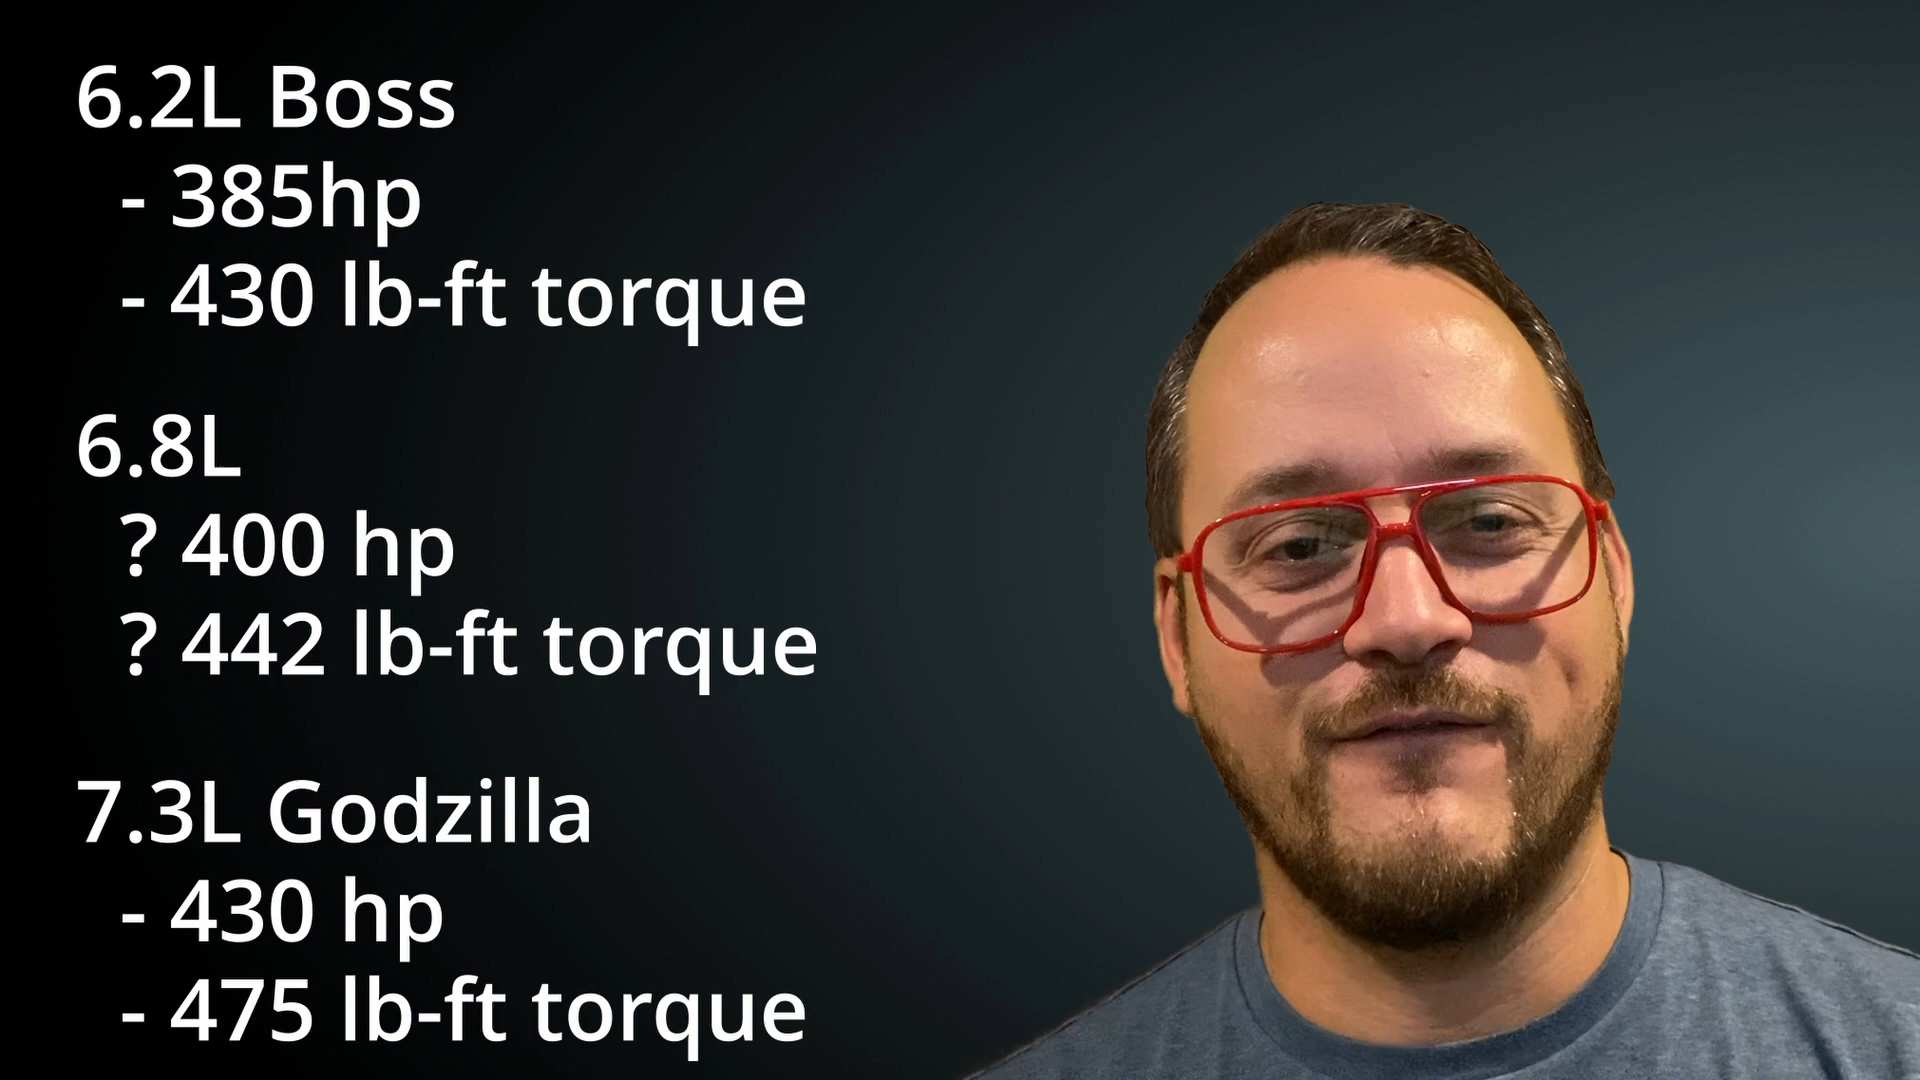 6.2L Boss
- 385hp
- 430 lb-ft torque
6.8L
? 400 hp
? 442 lb-ft torque
7.3L Godzilla
- 430 hp
- 475 lb-ft torque